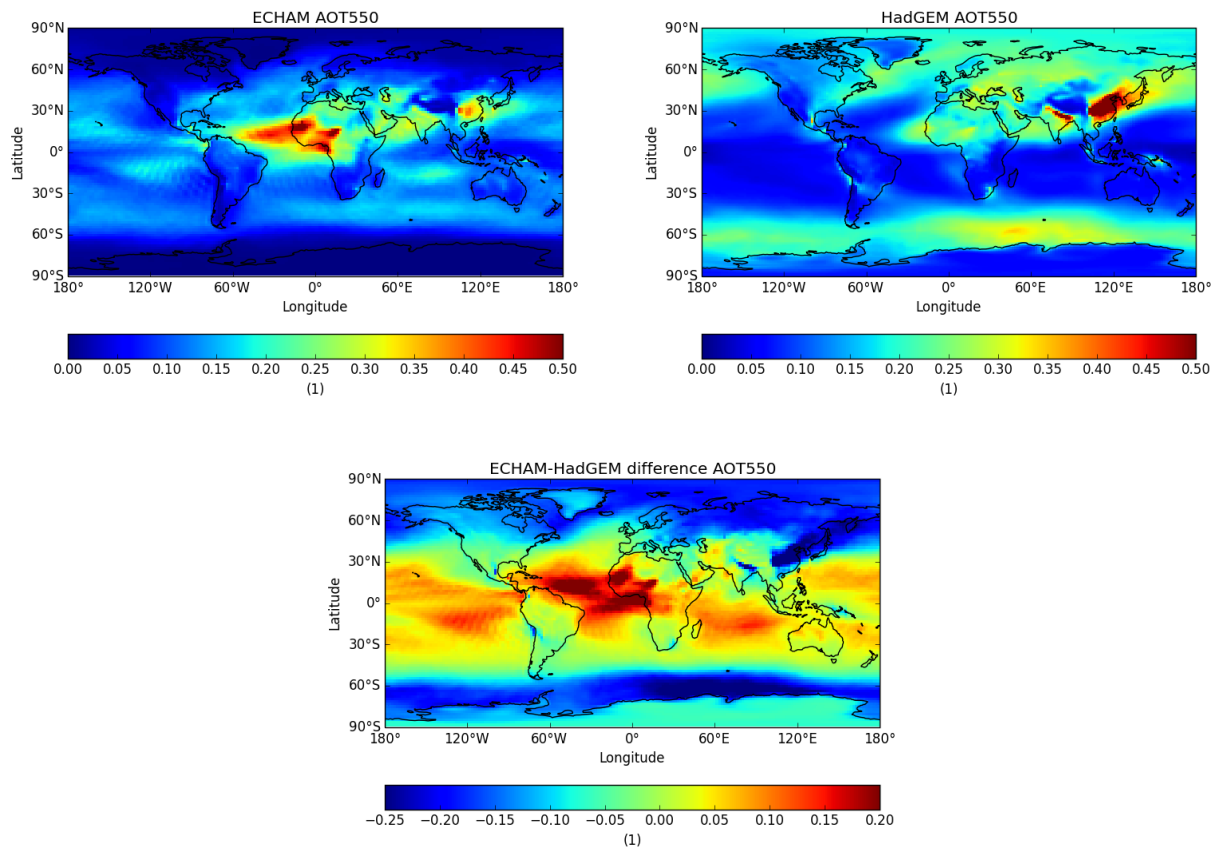 ECHAM AOT550
90°N
60°N
30°N
0°
30°S
60°S
90°S
Latitude
180° 120°W 60°W 0° 60°E 120°E 180°
Longitude
0.00 0.05 0.10 0.15 0.20 0.25 0.30 0.35 0.40 0.45 0.50
(1)
HadGEM AOT550
90°N
60°N
30°N
0°
30°S
60°S
90°S
Latitude
180° 120°W 60°W 0° 60°E 120°E 180°
Longitude
0.00 0.05 0.10 0.15 0.20 0.25 0.30 0.35 0.40 0.45 0.50
(1)
ECHAM-HadGEM difference AOT550
90°N
60°N
30°N
0°
30°S
60°S
90°S
Latitude
180° 120°W 60°W 0° 60°E 120°E 180°
Longitude
−0.25 −0.20 −0.15 −0.10 −0.05 0.00 0.05 0.10 0.15 0.20
(1)